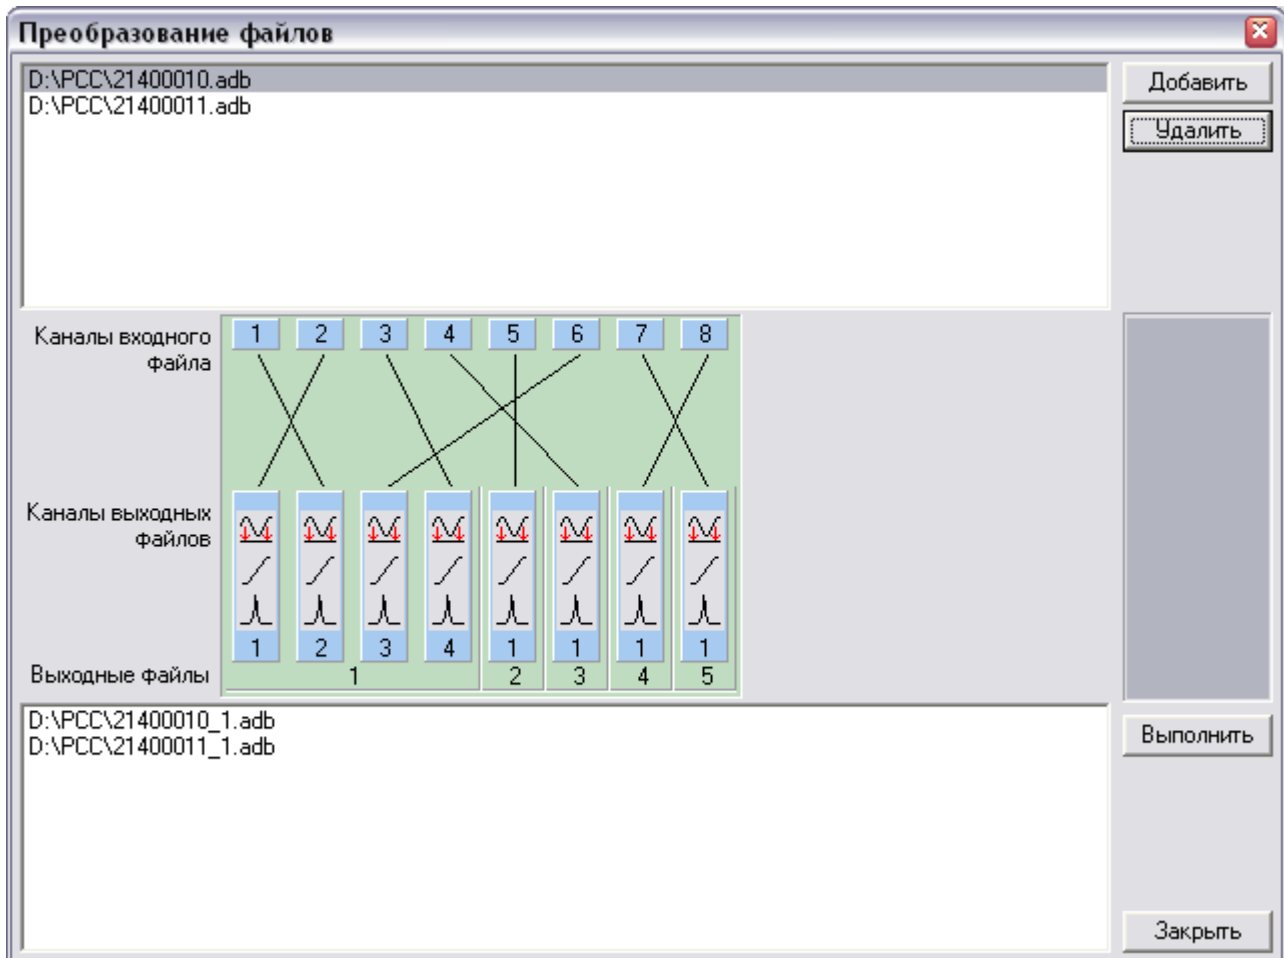 Преобразование файлов
D:\PCC\21400010.adb
D:\PCC\21400011.adb
Добавить
Удалить
Каналы входного файла
1 2 3 4 5 6 7 8
Каналы выходных файлов
1 2 3 4 1 1 1 1
Выходные файлы
1 2 3 4 5
D:\PCC\21400010_1.adb
D:\PCC\21400011_1.adb
Выполнить
Закрыть